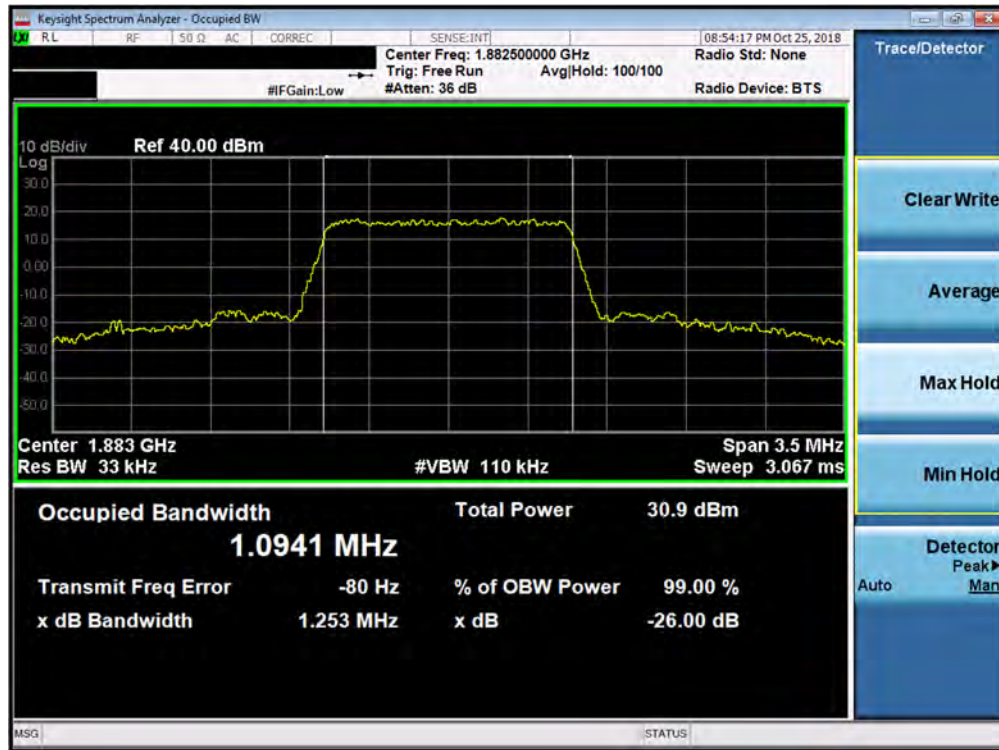 Keysight Spectrum Analyzer - Occupied BW
LXI RL RF 50 Ω AC CORREC SENSE:INT 08:54:17 PM Oct 25, 2018
Center Freq: 1.882500000 GHz Radio Std: None
Trig: Free Run Avg|Hold: 100/100
#IFGain:Low #Atten: 36 dB Radio Device: BTS
Trace/Detector
10 dB/div Ref 40.00 dBm
Log
30.0
20.0
10.0
0.00
-10.0
-20.0
-30.0
-40.0
-50.0
Center 1.883 GHz Span 3.5 MHz
Res BW 33 kHz #VBW 110 kHz Sweep 3.067 ms
Clear Write
Average
Max Hold
Min Hold
Detector
Peak▶
Auto Man
Occupied Bandwidth Total Power 30.9 dBm
1.0941 MHz
Transmit Freq Error -80 Hz % of OBW Power 99.00 %
x dB Bandwidth 1.253 MHz x dB -26.00 dB
MSG STATUS